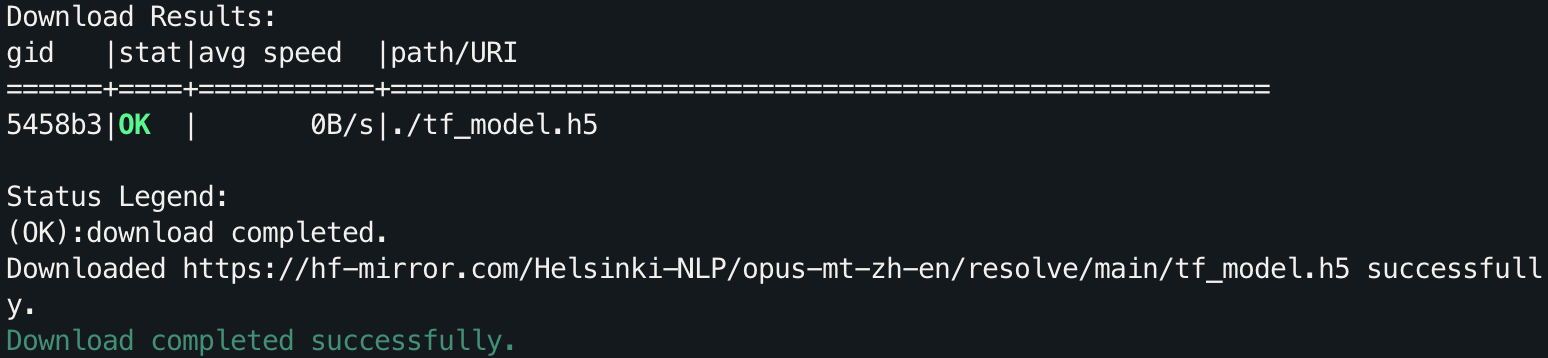 Download Results:
gid   |stat|avg speed  |path/URI
======+====+===========+=======================================================
5458b3|OK  |       0B/s|./tf_model.h5
Status Legend:
(OK):download completed.
Downloaded https://hf-mirror.com/Helsinki-NLP/opus-mt-zh-en/resolve/main/tf_model.h5 successfull
y.
Download completed successfully.